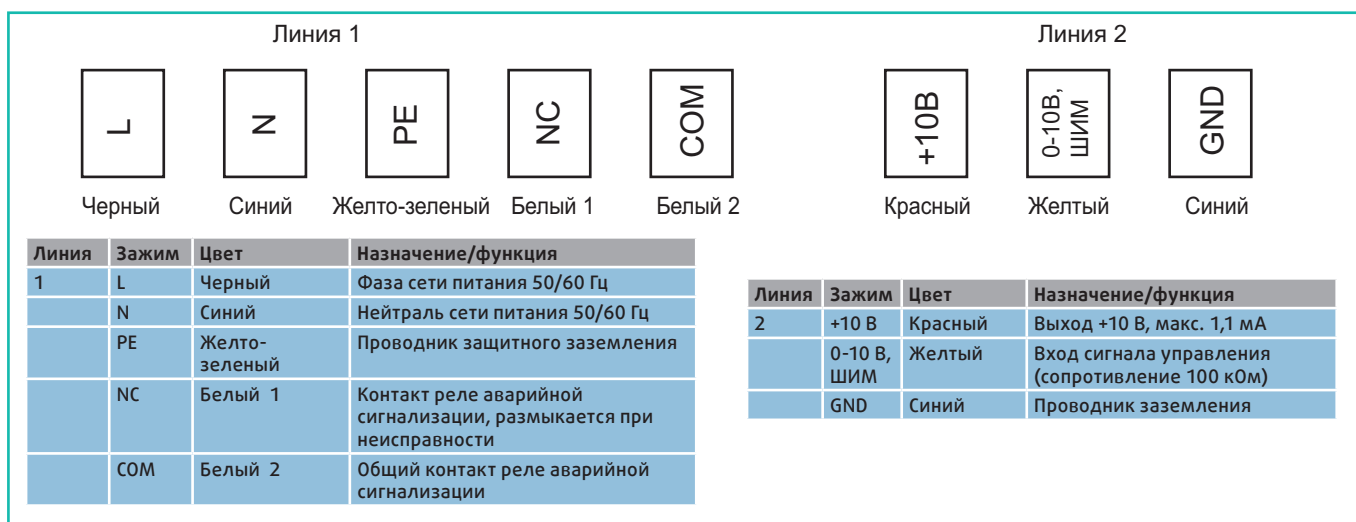 Линия 1
L
N
PE
NC
COM
Черный
Синий
Желто-зеленый
Белый 1
Белый 2
Линия 2
+10В
0-10В,
ШИМ
GND
Красный
Желтый
Синий
Линия Зажим Цвет Назначение/функция
1 L Черный Фаза сети питания 50/60 Гц
N Синий Нейтраль сети питания 50/60 Гц
PE Желто- Проводник защитного заземления
зеленый
NC Белый 1 Контакт реле аварийной
сигнализации, размыкается при
неисправности
COM Белый 2 Общий контакт реле аварийной
сигнализации
Линия Зажим Цвет Назначение/функция
2 +10 В Красный Выход +10 В, макс. 1,1 мА
0-10 В, Желтый Вход сигнала управления
ШИМ (сопротивление 100 кОм)
GND Синий Проводник заземления